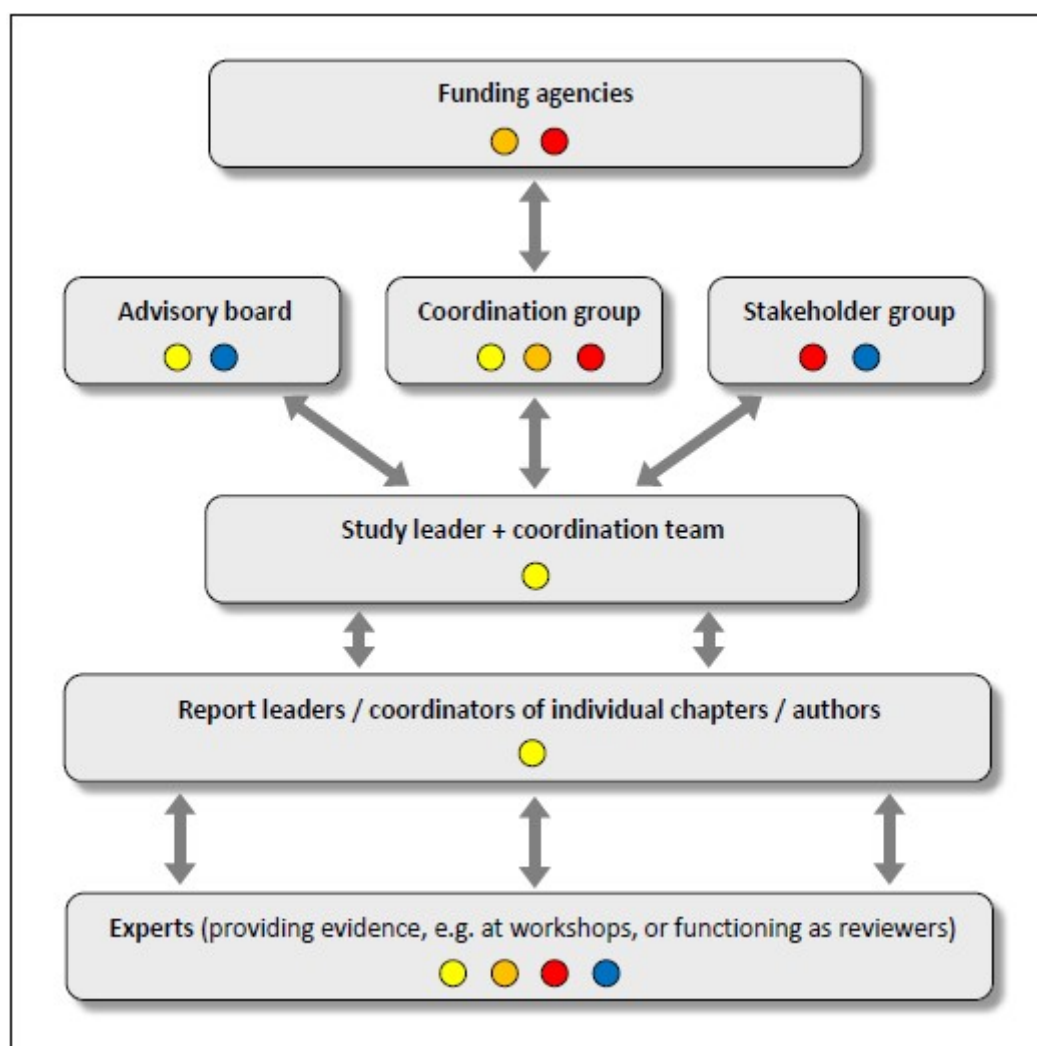 Funding agencies
Advisory board
Coordination group
Stakeholder group
Study leader + coordination team
Report leaders / coordinators of individual chapters / authors
Experts (providing evidence, e.g. at workshops, or functioning as reviewers)